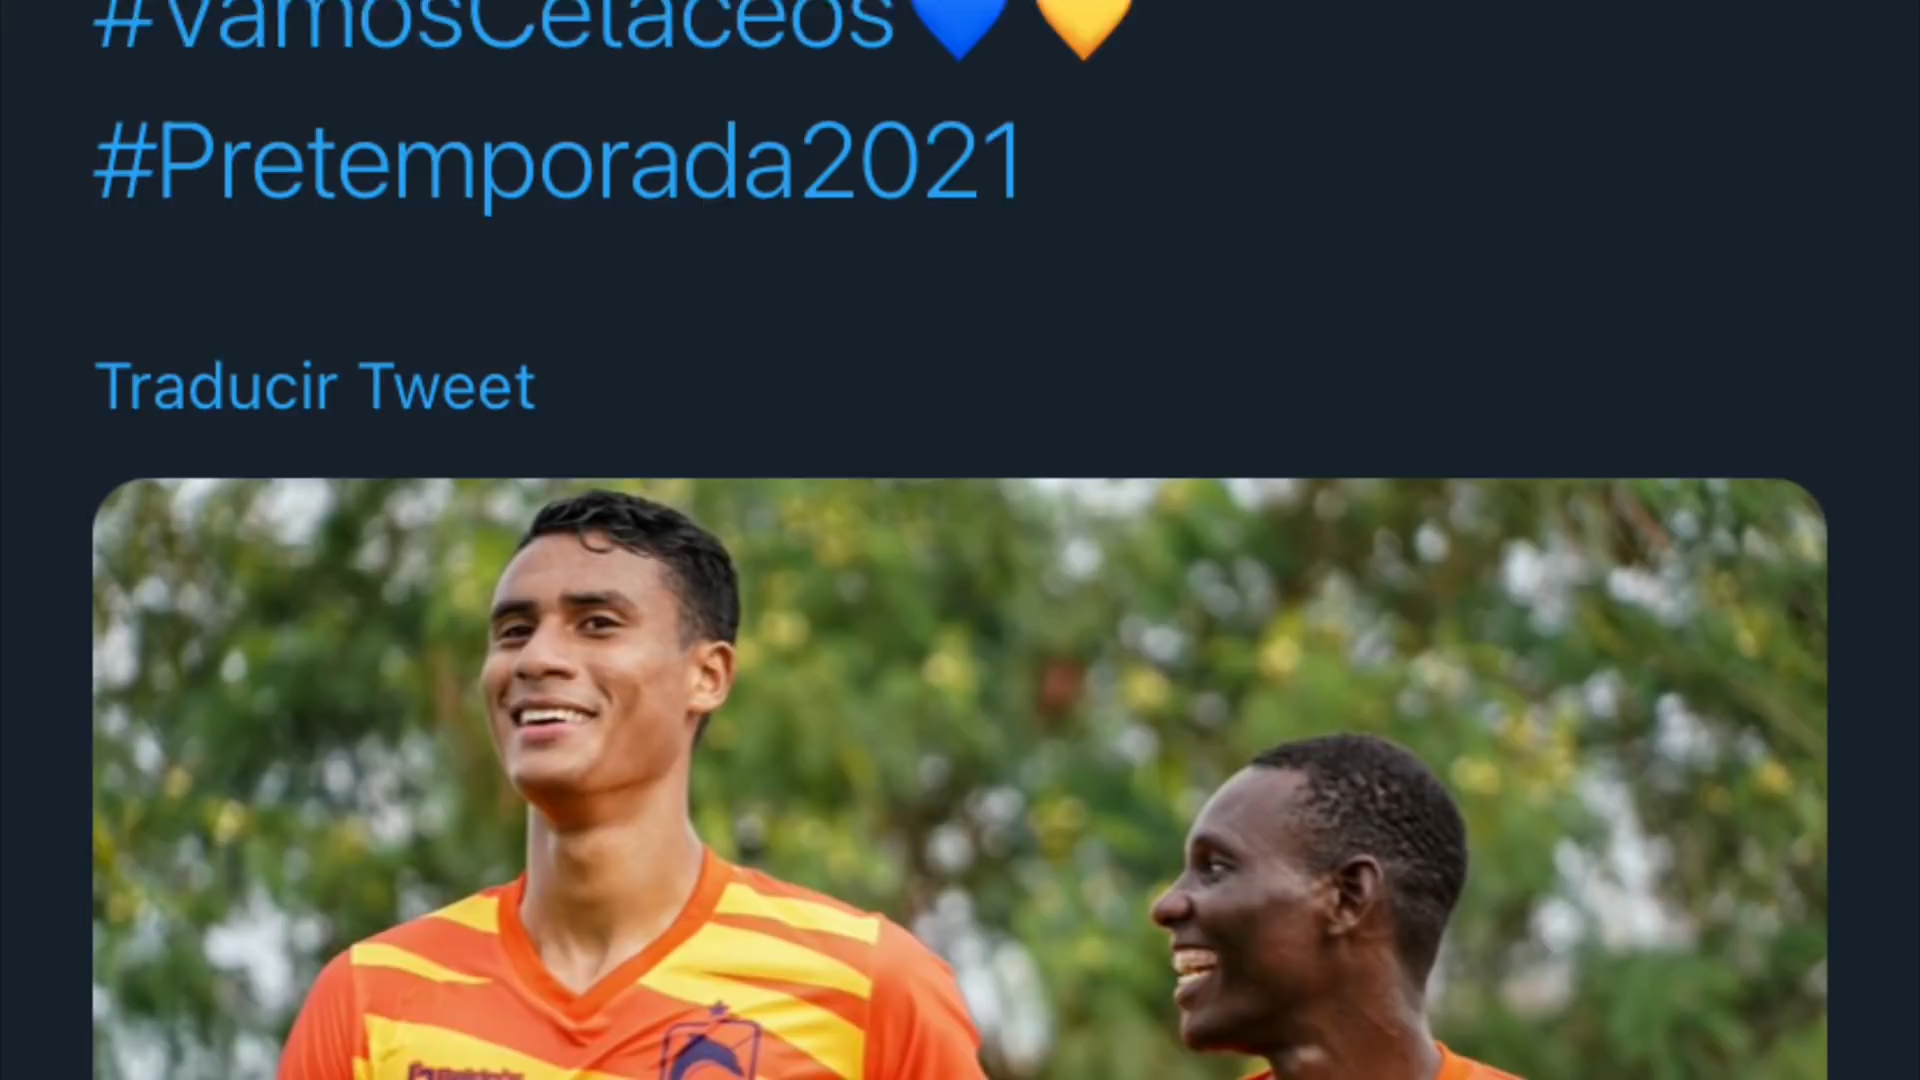 #VamosCetáceos💙💛
#Pretemporada2021
Traducir Tweet